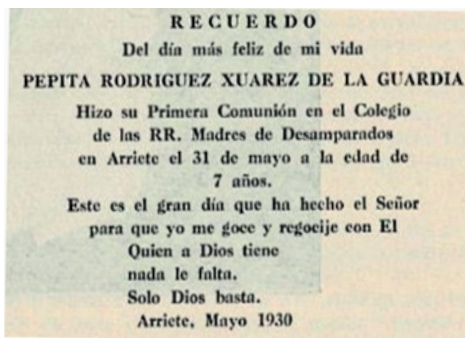 RECUERDO
Del día más feliz de mi vida
PEPITA RODRIGUEZ XUAREZ DE LA GUARDIA
Hizo su Primera Comunión en el Colegio
de las RR. Madres de Desamparados
en Arriete el 31 de mayo a la edad de
7 años.
Este es el gran día que ha hecho el Señor
para que yo me goce y regocije con El
Quien a Dios tiene
nada le falta.
Solo Dios basta.
Arriete, Mayo 1930